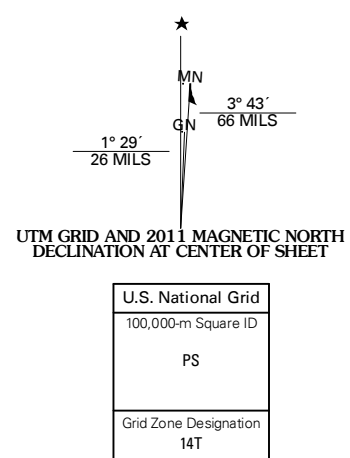 ★
MN
GN
3° 43´
66 MILS
1° 29´
26 MILS
UTM GRID AND 2011 MAGNETIC NORTH
DECLINATION AT CENTER OF SHEET
U.S. National Grid
100,000-m Square ID
PS
Grid Zone Designation
14T